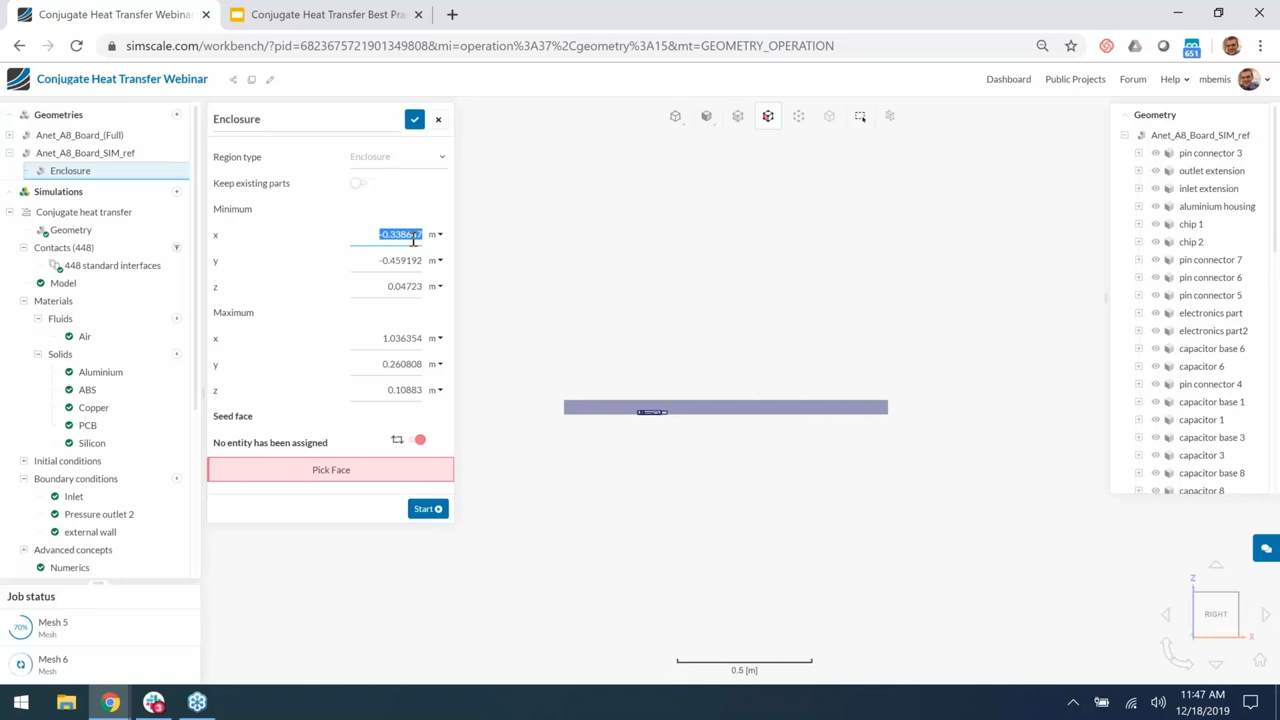 Conjugate Heat Transfer Webinar
Conjugate Heat Transfer Best Pra
simscale.com/workbench/?pid=6823675721901349808&mi=operation%3A37%2Cgeometry%3A15&mt=GEOMETRY_OPERATION
651
Conjugate Heat Transfer Webinar
Dashboard
Public Projects
Forum
Help
mbemis
Geometries
Anet_A8_Board_(Full)
Anet_A8_Board_SIM_ref
Enclosure
Simulations
Conjugate heat transfer
Geometry
Contacts (448)
448 standard interfaces
Model
Materials
Fluids
Air
Solids
Aluminium
ABS
Copper
PCB
Silicon
Initial conditions
Boundary conditions
Inlet
Pressure outlet 2
external wall
Advanced concepts
Numerics
Job status
70%
Mesh 5
Mesh
Mesh 6
Mesh
Enclosure
Region type
Enclosure
Keep existing parts
Minimum
x
m
y -0.459192 m
z 0.04723 m
Maximum
x 1.036354 m
y 0.260808 m
z 0.10883 m
Seed face
No entity has been assigned
Pick Face
Start
0.5 [m]
Geometry
Anet_A8_Board_SIM_ref
pin connector 3
outlet extension
inlet extension
aluminium housing
chip 1
chip 2
pin connector 7
pin connector 6
pin connector 5
electronics part
electronics part2
capacitor base 6
capacitor 6
pin connector 4
capacitor base 1
capacitor 1
capacitor base 3
capacitor 3
capacitor base 8
capacitor 8
Z
RIGHT
X
3
11:47 AM
12/18/2019